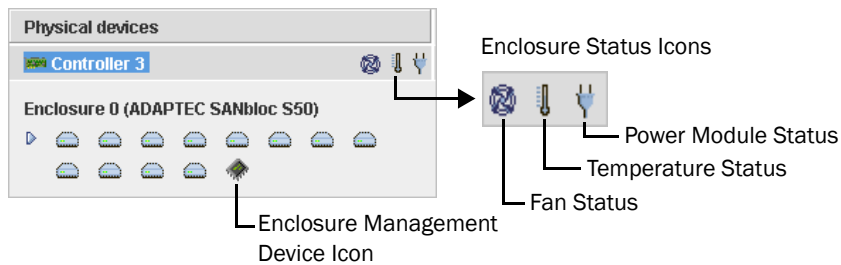 Physical devices
Controller 3
Enclosure 0 (ADAPTEC SANbloc S50)
Enclosure Management
Device Icon
Enclosure Status Icons
Power Module Status
Temperature Status
Fan Status